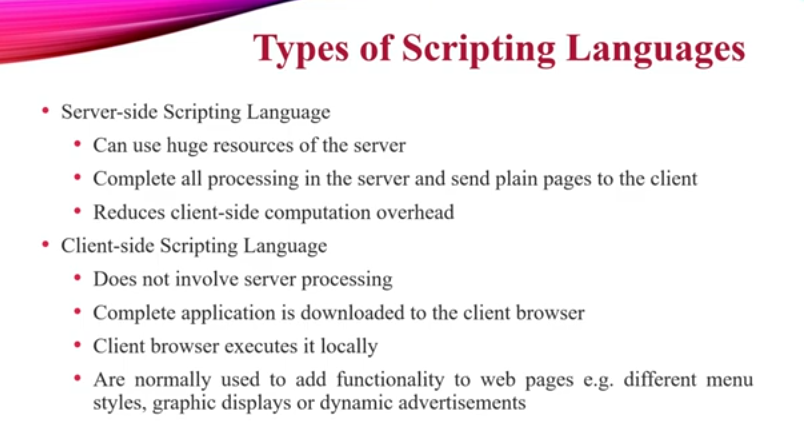 Types of Scripting Languages
• Server-side Scripting Language
• Can use huge resources of the server
• Complete all processing in the server and send plain pages to the client
• Reduces client-side computation overhead
• Client-side Scripting Language
• Does not involve server processing
• Complete application is downloaded to the client browser
• Client browser executes it locally
• Are normally used to add functionality to web pages e.g. different menu
styles, graphic displays or dynamic advertisements